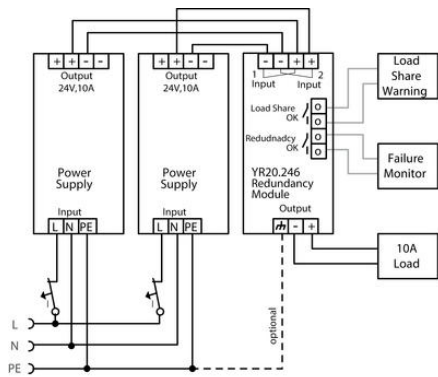 + + - -
Output
24V,10A
Power
Supply
Input
L N PE
+ + - -
Output
24V,10A
Power
Supply
Input
L N PE
- - + +
1 2
Input Input
Load Share
OK
Redudnadcy
OK
YR20.246
Redundancy
Module
Output
- +
Load
Share
Warning
Failure
Monitor
10A
Load
optional
L
N
PE